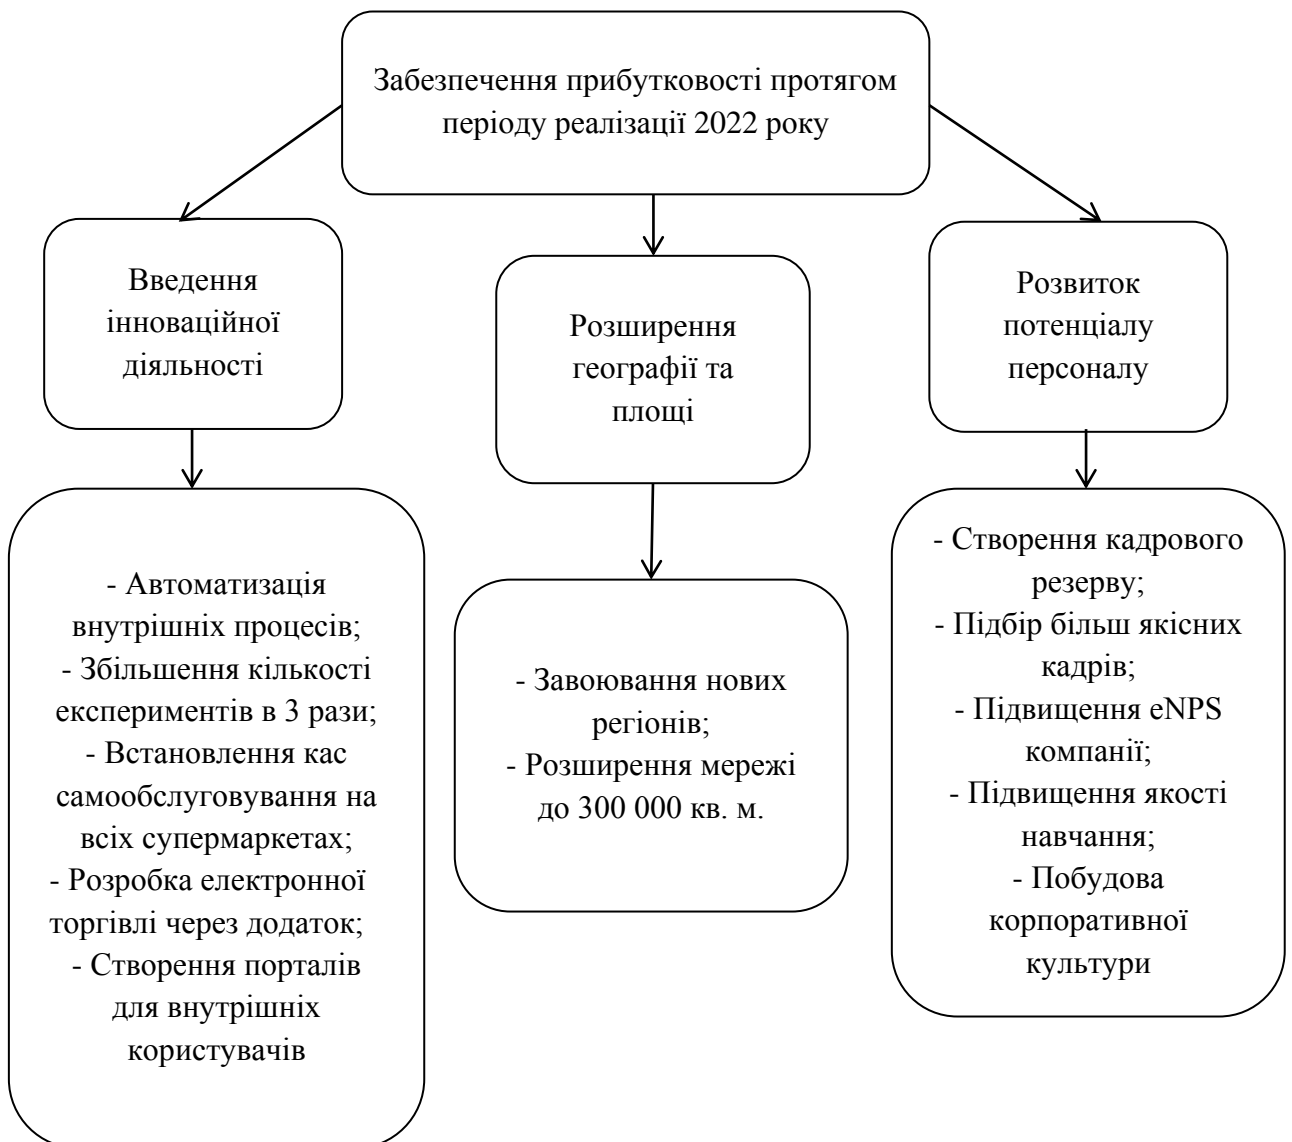 Забезпечення прибутковості протягом
періоду реалізації 2022 року
Введення
інноваційної
діяльності
Розширення
географії та
площі
Розвиток
потенціалу
персоналу
- Автоматизація
внутрішніх процесів;
- Збільшення кількості
експериментів в 3 рази;
- Встановлення кас
самообслуговування на
всіх супермаркетах;
- Розробка електронної
торгівлі через додаток;
- Створення порталів
для внутрішніх
користувачів
- Завоювання нових
регіонів;
- Розширення мережі
до 300 000 кв. м.
- Створення кадрового
резерву;
- Підбір більш якісних
кадрів;
- Підвищення eNPS
компанії;
- Підвищення якості
навчання;
- Побудова
корпоративної
культури